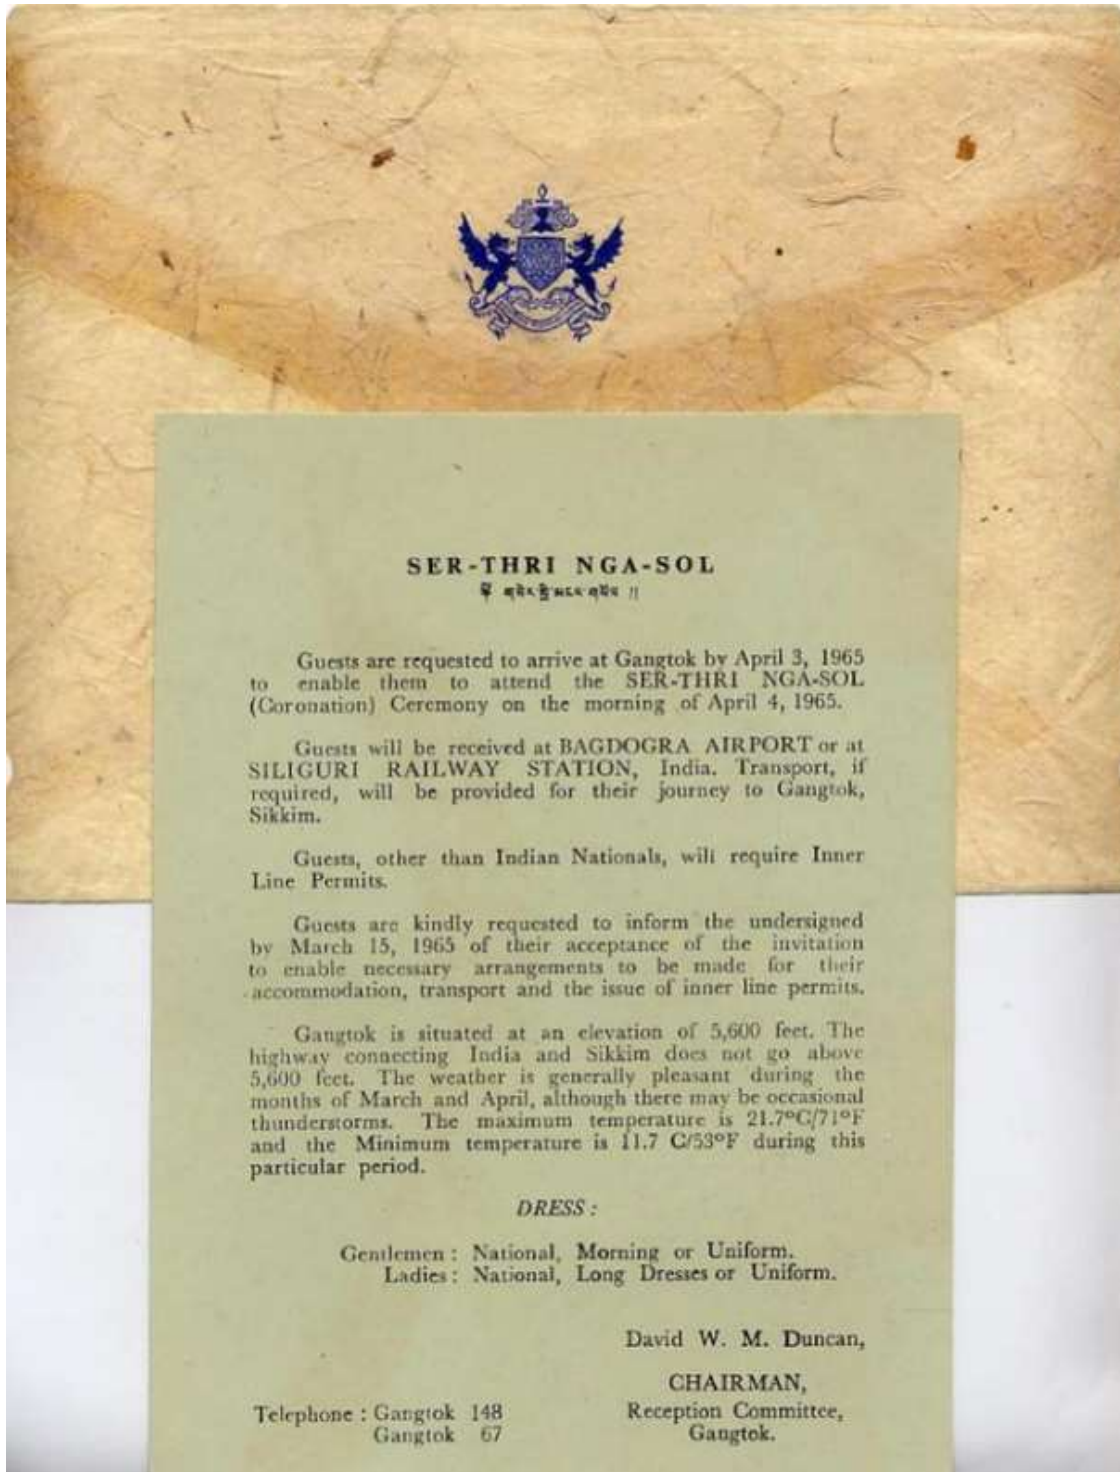 SER-THRI NGA-SOL
༄ གསེར་ཁྲི་མངའ་གསོལ །།
Guests are requested to arrive at Gangtok by April 3, 1965
to enable them to attend the SER-THRI NGA-SOL
(Coronation) Ceremony on the morning of April 4, 1965.
Guests will be received at BAGDOGRA AIRPORT or at
SILIGURI RAILWAY STATION, India. Transport, if
required, will be provided for their journey to Gangtok,
Sikkim.
Guests, other than Indian Nationals, will require Inner
Line Permits.
Guests are kindly requested to inform the undersigned
by March 15, 1965 of their acceptance of the invitation
to enable necessary arrangements to be made for their
accommodation, transport and the issue of inner line permits.
Gangtok is situated at an elevation of 5,600 feet. The
highway connecting India and Sikkim does not go above
5,600 feet. The weather is generally pleasant during the
months of March and April, although there may be occasional
thunderstorms. The maximum temperature is 21.7°C/71°F
and the Minimum temperature is 11.7 C/53°F during this
particular period.
DRESS :
Gentlemen : National, Morning or Uniform.
Ladies : National, Long Dresses or Uniform.
David W. M. Duncan,
CHAIRMAN,
Telephone : Gangtok 148 Reception Committee,
Gangtok 67 Gangtok.